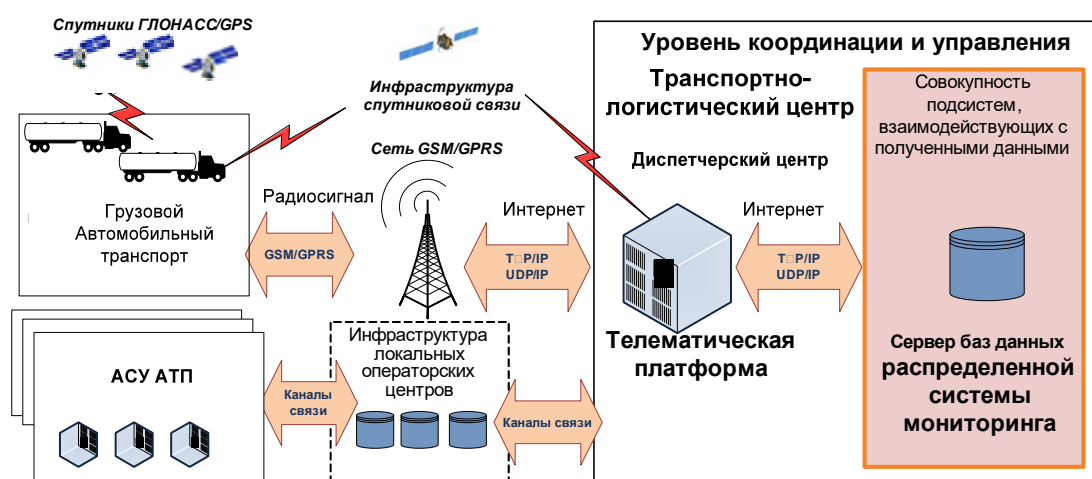 Спутники ГЛОНАСС/GPS
Инфраструктура
спутниковой связи
Сеть GSM/GPRS
Грузовой
Автомобильный
транспорт
Радиосигнал
GSM/GPRS
Интернет
T□P/IP
UDP/IP
АСУ АТП
Каналы
связи
Инфраструктура
локальных
операторских
центров
Каналы связи
Уровень координации и управления
Транспортно-
логистический центр
Диспетчерский центр
Телематическая
платформа
Интернет
T□P/IP
UDP/IP
Совокупность
подсистем,
взаимодействующих с
полученными данными
Сервер баз данных
распределенной
системы
мониторинга